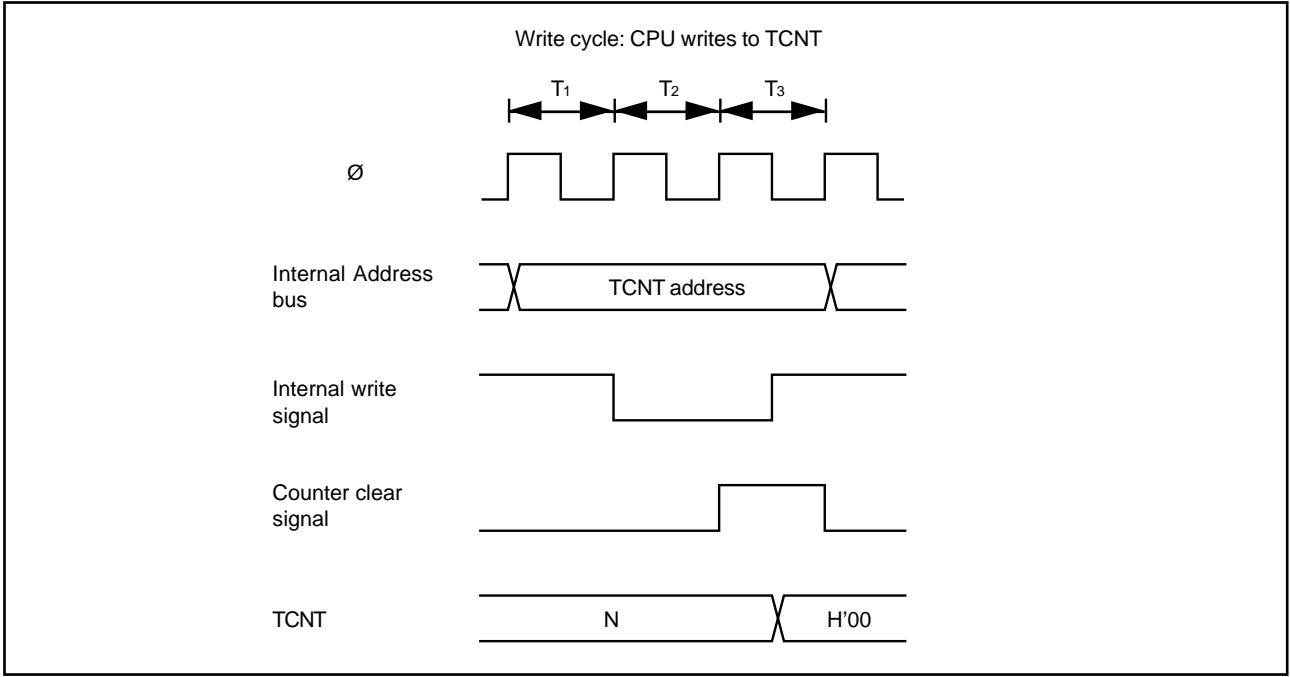 Write cycle: CPU writes to TCNT
T1 T2 T3
Ø
Internal Address
bus
TCNT address
Internal write
signal
Counter clear
signal
TCNT
N
H’00